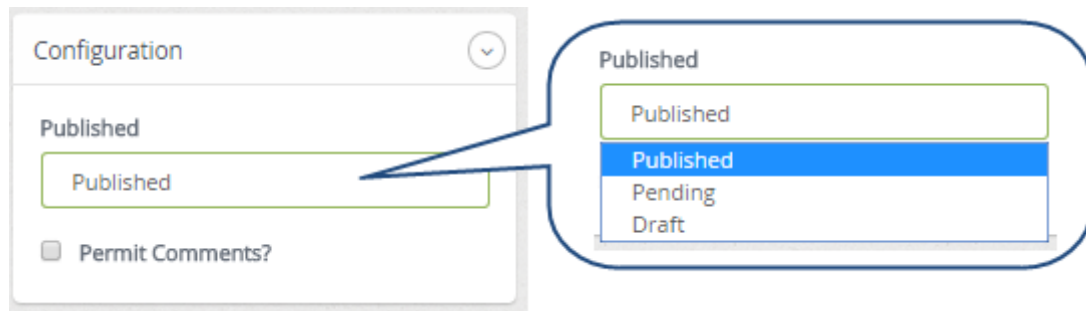 Configuration
Published
Published
Permit Comments?
Published
Published
Published
Pending
Draft